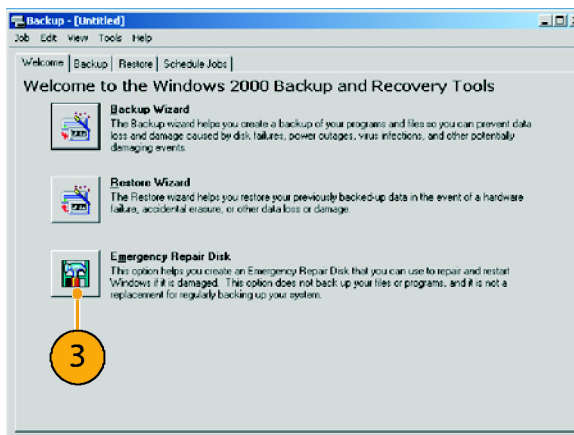 Backup - [Untitled]
Job Edit View Tools Help
Welcome Backup Restore Schedule Jobs
Welcome to the Windows 2000 Backup and Recovery Tools
Backup Wizard
The Backup wizard helps you create a backup of your programs and files so you can prevent data
loss and damage caused by disk failures, power outages, virus infections, and other potentially
damaging events.
Restore Wizard
The Restore wizard helps you restore your previously backed-up data in the event of a hardware
failure, accidental erasure, or other data loss or damage.
Emergency Repair Disk
This option helps you create an Emergency Repair Disk that you can use to repair and restart
Windows if it is damaged. This option does not back up your files or programs, and it is not a
replacement for regularly backing up your system.
3